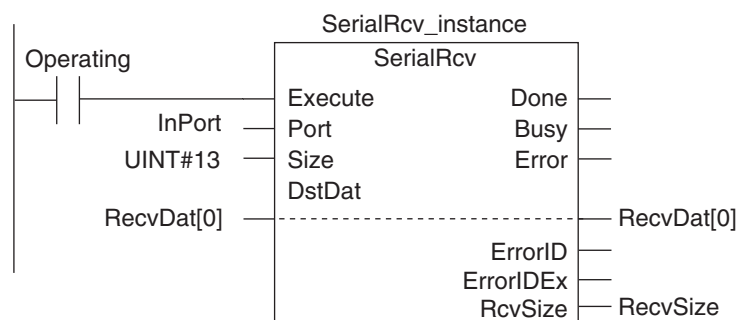 SerialRcv_instance
SerialRcv
Operating
Execute Done
InPort Port Busy
UINT#13 Size Error
DstDat
RecvDat[0] RecvDat[0]
ErrorID
ErrorIDEx
RcvSize RecvSize